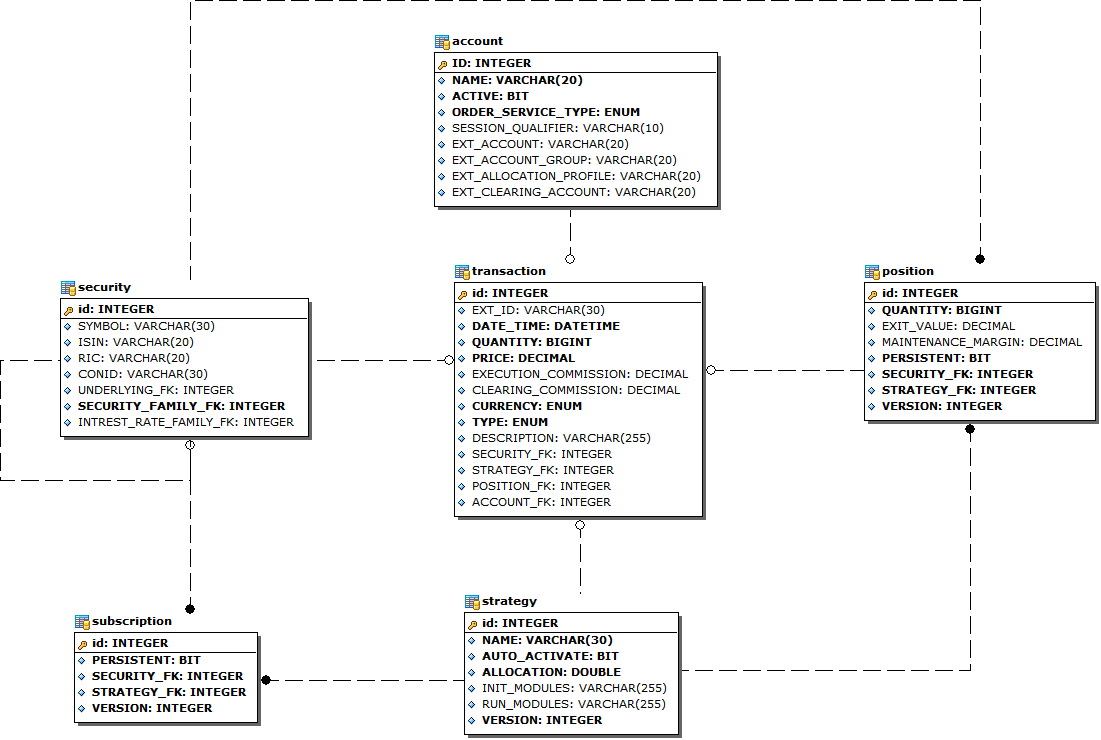 account
ID: INTEGER
NAME: VARCHAR(20)
ACTIVE: BIT
ORDER_SERVICE_TYPE: ENUM
SESSION_QUALIFIER: VARCHAR(10)
EXT_ACCOUNT: VARCHAR(20)
EXT_ACCOUNT_GROUP: VARCHAR(20)
EXT_ALLOCATION_PROFILE: VARCHAR(20)
EXT_CLEARING_ACCOUNT: VARCHAR(20)
security
id: INTEGER
SYMBOL: VARCHAR(30)
ISIN: VARCHAR(20)
RIC: VARCHAR(20)
CONID: VARCHAR(30)
UNDERLYING_FK: INTEGER
SECURITY_FAMILY_FK: INTEGER
INTREST_RATE_FAMILY_FK: INTEGER
transaction
id: INTEGER
EXT_ID: VARCHAR(30)
DATE_TIME: DATETIME
QUANTITY: BIGINT
PRICE: DECIMAL
EXECUTION_COMMISSION: DECIMAL
CLEARING_COMMISSION: DECIMAL
CURRENCY: ENUM
TYPE: ENUM
DESCRIPTION: VARCHAR(255)
SECURITY_FK: INTEGER
STRATEGY_FK: INTEGER
POSITION_FK: INTEGER
ACCOUNT_FK: INTEGER
position
id: INTEGER
QUANTITY: BIGINT
EXIT_VALUE: DECIMAL
MAINTENANCE_MARGIN: DECIMAL
PERSISTENT: BIT
SECURITY_FK: INTEGER
STRATEGY_FK: INTEGER
VERSION: INTEGER
subscription
id: INTEGER
PERSISTENT: BIT
SECURITY_FK: INTEGER
STRATEGY_FK: INTEGER
VERSION: INTEGER
strategy
id: INTEGER
NAME: VARCHAR(30)
AUTO_ACTIVATE: BIT
ALLOCATION: DOUBLE
INIT_MODULES: VARCHAR(255)
RUN_MODULES: VARCHAR(255)
VERSION: INTEGER